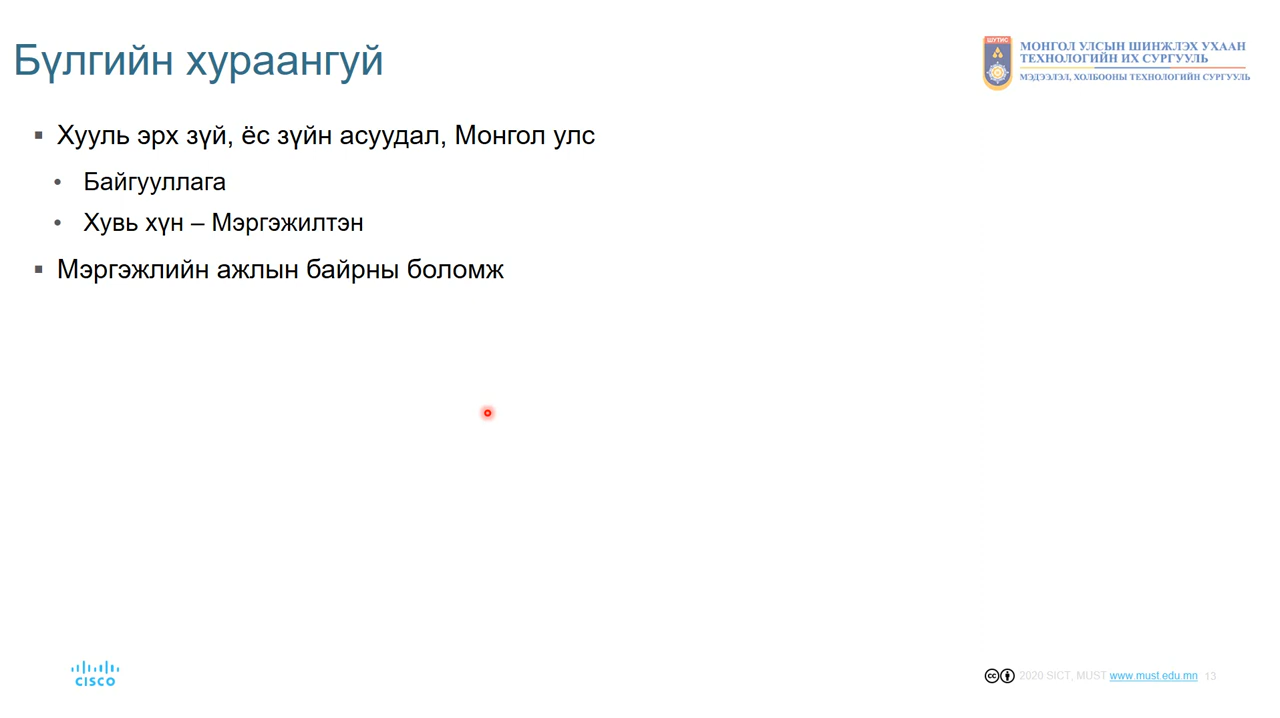 Бүлгийн хураангуй
ШУТИС
МОНГОЛ УЛСЫН ШИНЖЛЭХ УХААН
ТЕХНОЛОГИЙН ИХ СУРГУУЛЬ
МЭДЭЭЛЭЛ, ХОЛБООНЫ ТЕХНОЛОГИЙН СУРГУУЛЬ
▪ Хууль эрх зүй, ёс зүйн асуудал, Монгол улс
• Байгууллага
• Хувь хүн – Мэргэжилтэн
▪ Мэргэжлийн ажлын байрны боломж
CISCO
cc 2020 SICT, MUST www.must.edu.mn 13